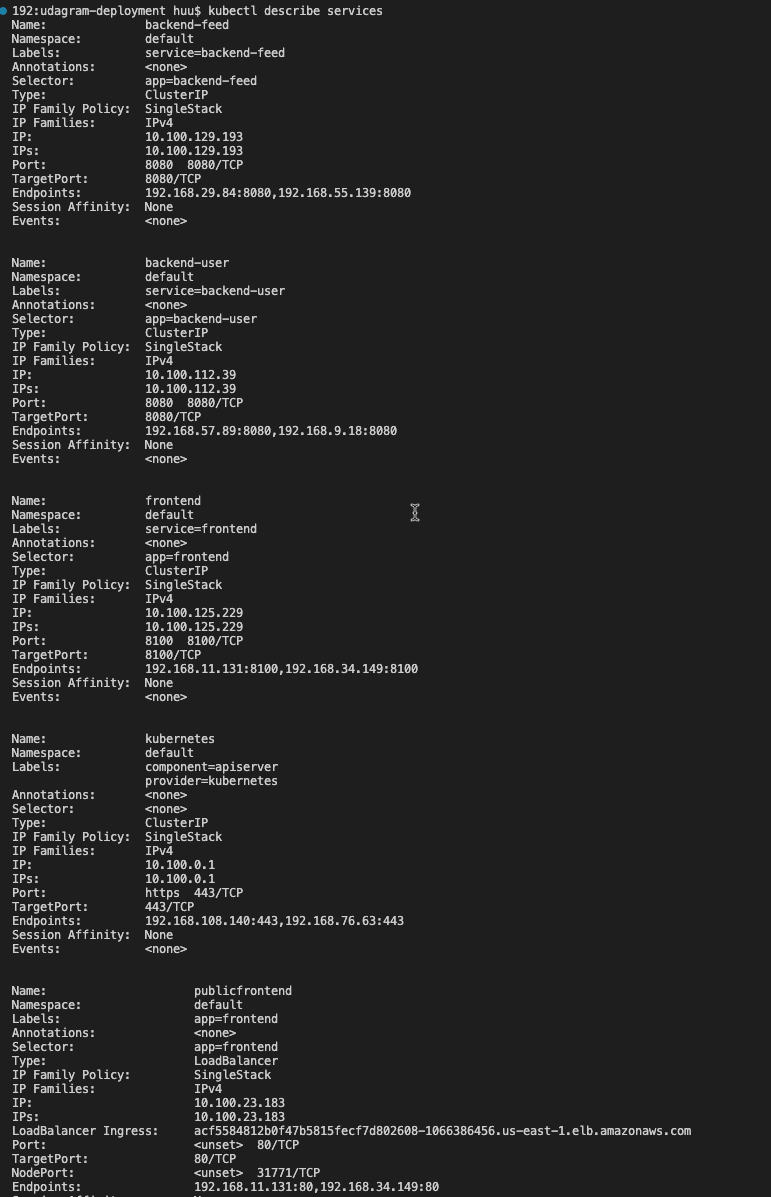 192:udagram-deployment huu$ kubectl describe services
Name: backend-feed
Namespace: default
Labels: service=backend-feed
Annotations: <none>
Selector: app=backend-feed
Type: ClusterIP
IP Family Policy: SingleStack
IP Families: IPv4
IP: 10.100.129.193
IPs: 10.100.129.193
Port: 8080 8080/TCP
TargetPort: 8080/TCP
Endpoints: 192.168.29.84:8080,192.168.55.139:8080
Session Affinity: None
Events: <none>
Name: backend-user
Namespace: default
Labels: service=backend-user
Annotations: <none>
Selector: app=backend-user
Type: ClusterIP
IP Family Policy: SingleStack
IP Families: IPv4
IP: 10.100.112.39
IPs: 10.100.112.39
Port: 8080 8080/TCP
TargetPort: 8080/TCP
Endpoints: 192.168.57.89:8080,192.168.9.18:8080
Session Affinity: None
Events: <none>
Name: frontend
Namespace: default
Labels: service=frontend
Annotations: <none>
Selector: app=frontend
Type: ClusterIP
IP Family Policy: SingleStack
IP Families: IPv4
IP: 10.100.125.229
IPs: 10.100.125.229
Port: 8100 8100/TCP
TargetPort: 8100/TCP
Endpoints: 192.168.11.131:8100,192.168.34.149:8100
Session Affinity: None
Events: <none>
Name: kubernetes
Namespace: default
Labels: component=apiserver
provider=kubernetes
Annotations: <none>
Selector: <none>
Type: ClusterIP
IP Family Policy: SingleStack
IP Families: IPv4
IP: 10.100.0.1
IPs: 10.100.0.1
Port: https 443/TCP
TargetPort: 443/TCP
Endpoints: 192.168.108.140:443,192.168.76.63:443
Session Affinity: None
Events: <none>
Name: publicfrontend
Namespace: default
Labels: app=frontend
Annotations: <none>
Selector: app=frontend
Type: LoadBalancer
IP Family Policy: SingleStack
IP Families: IPv4
IP: 10.100.23.183
IPs: 10.100.23.183
LoadBalancer Ingress: acf5584812b0f47b5815fecf7d802608-1066386456.us-east-1.elb.amazonaws.com
Port: <unset> 80/TCP
TargetPort: 80/TCP
NodePort: <unset> 31771/TCP
Endpoints: 192.168.11.131:80,192.168.34.149:80